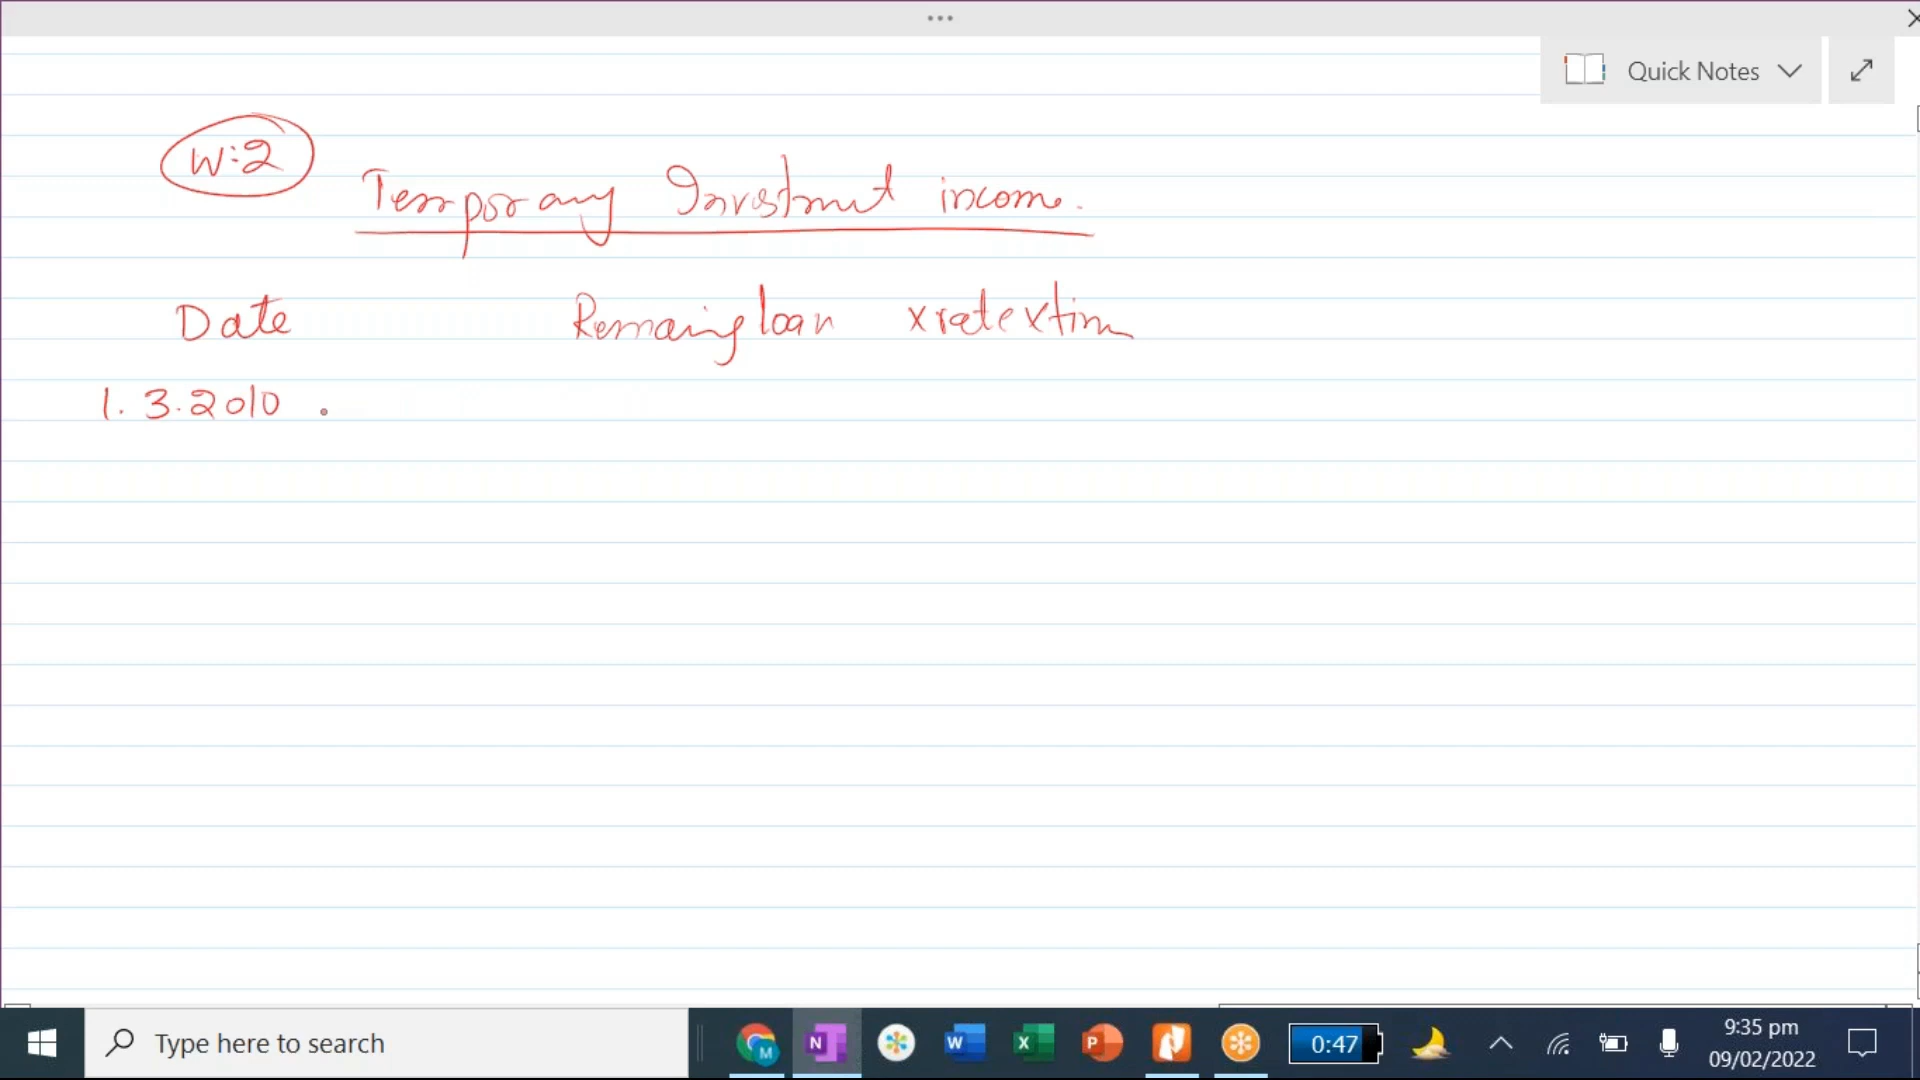 Quick Notes
W:2
Temporary Investment income.
Date Remaing loan x rate x time
1. 3. 2010 .
Type here to search
0:47
9:35 pm
09/02/2022